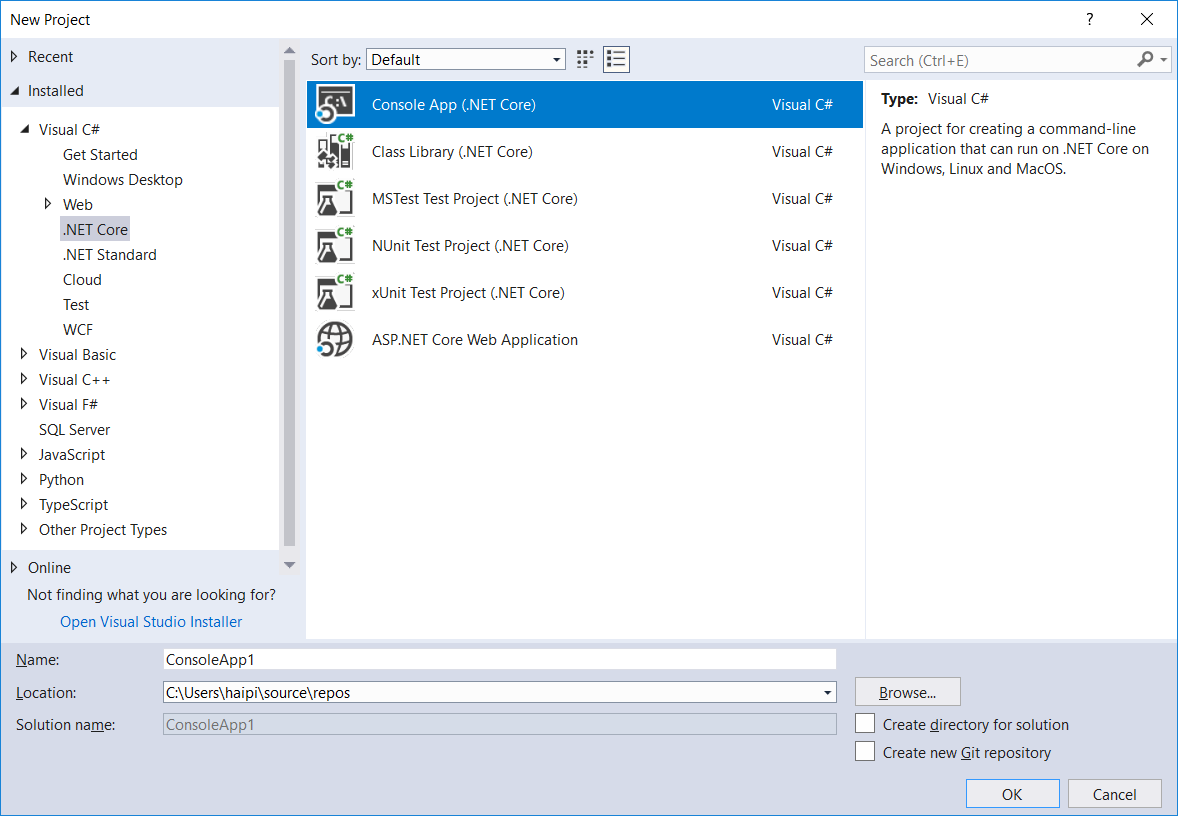 New Project
?
Recent
Installed
Visual C#
Get Started
Windows Desktop
Web
.NET Core
.NET Standard
Cloud
Test
WCF
Visual Basic
Visual C++
Visual F#
SQL Server
JavaScript
Python
TypeScript
Other Project Types
Online
Not finding what you are looking for?
Open Visual Studio Installer
Sort by: Default
Console App (.NET Core) Visual C#
Class Library (.NET Core) Visual C#
MSTest Test Project (.NET Core) Visual C#
NUnit Test Project (.NET Core) Visual C#
xUnit Test Project (.NET Core) Visual C#
ASP.NET Core Web Application Visual C#
Search (Ctrl+E)
Type: Visual C#
A project for creating a command-line
application that can run on .NET Core on
Windows, Linux and MacOS.
Name: ConsoleApp1
Location: C:\Users\haipi\source\repos Browse...
Solution name: ConsoleApp1 Create directory for solution
Create new Git repository
OK Cancel